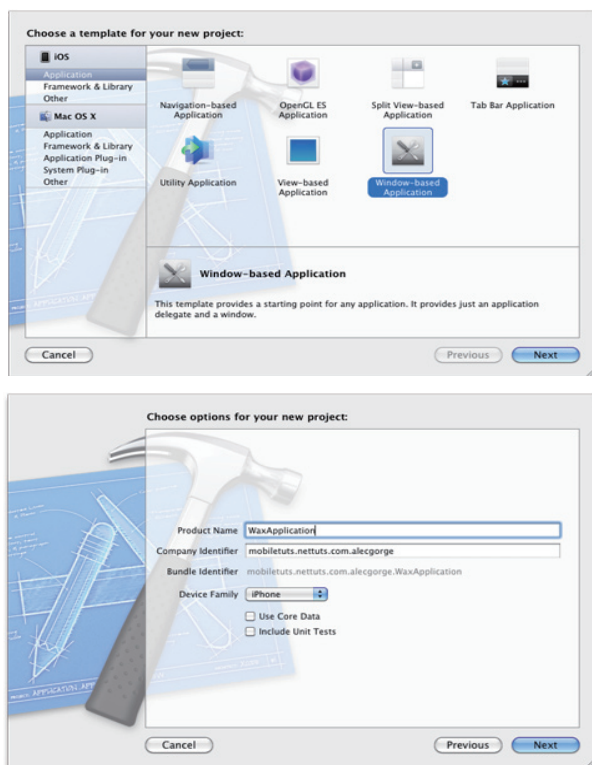 Choose a template for your new project:
iOS
Application
Framework & Library
Other
Mac OS X
Application
Framework & Library
Application Plug-in
System Plug-in
Other
Navigation-based
Application
OpenGL ES
Application
Split View-based
Application
Tab Bar Application
Utility Application
View-based
Application
Window-based
Application
Window-based Application
This template provides a starting point for any application. It provides just an application
delegate and a window.
Cancel
Previous
Next
Choose options for your new project:
Product Name WaxApplication
Company Identifier mobiletuts.nettuts.com.alecgorge
Bundle Identifier mobiletuts.nettuts.com.alecgorge.WaxApplication
Device Family iPhone
Use Core Data
Include Unit Tests
Cancel
Previous
Next